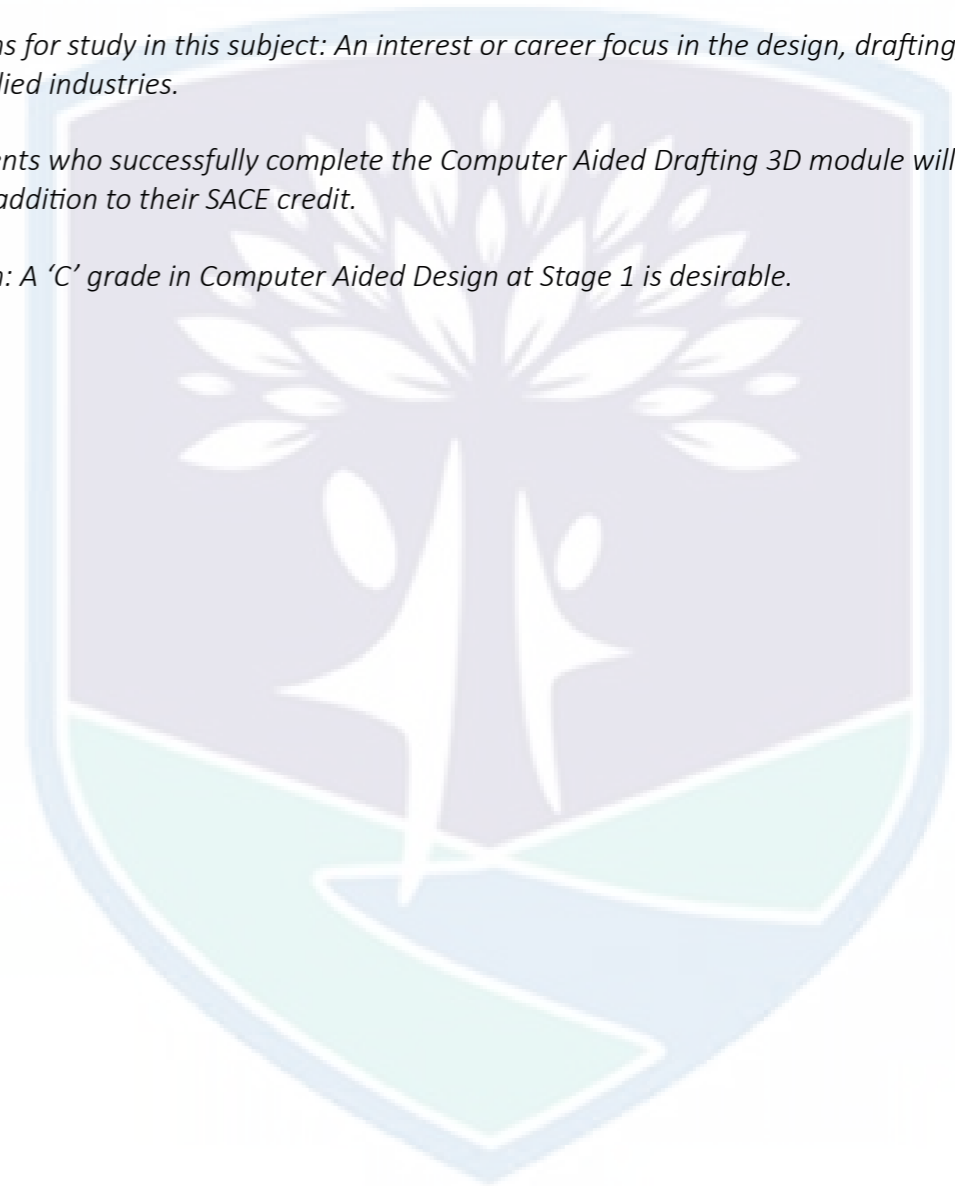 ns for study in this subject: An interest or career focus in the design, drafting
lied industries.
ents who successfully complete the Computer Aided Drafting 3D module will
addition to their SACE credit.
n: A ‘C’ grade in Computer Aided Design at Stage 1 is desirable.